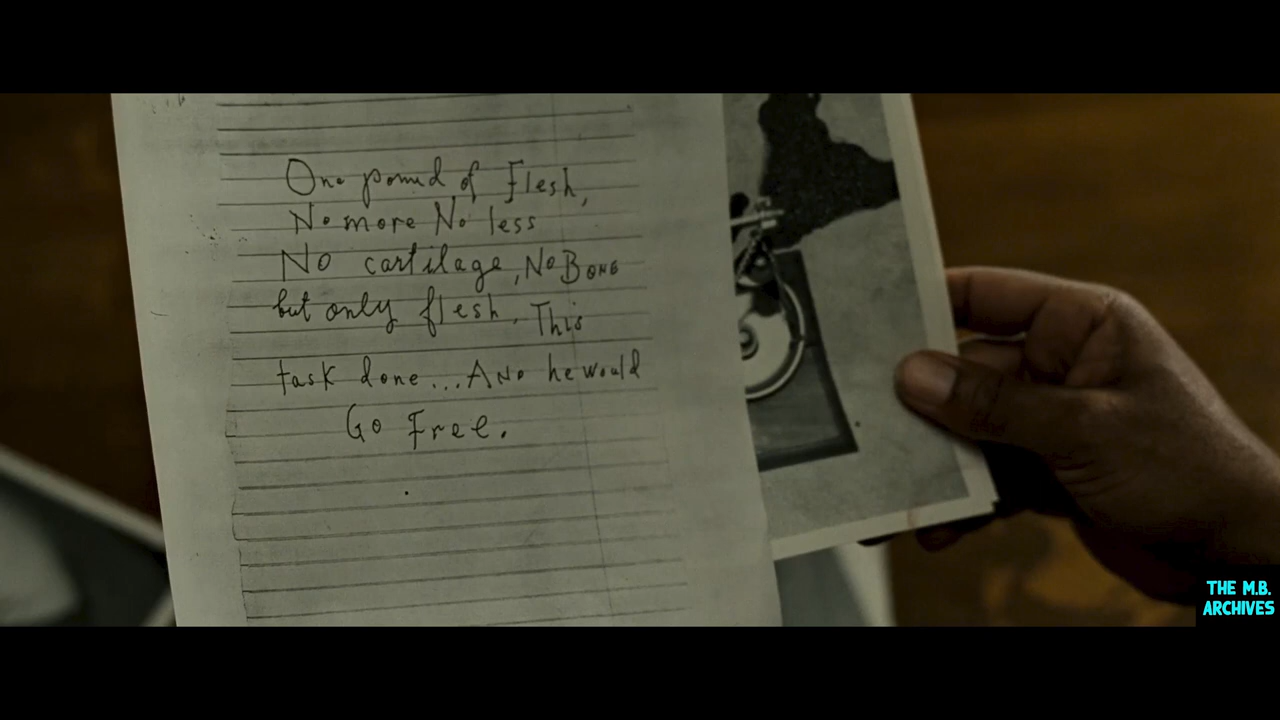 One pound of Flesh,
No more No less
No cartilage, No Bone
but only flesh. This
task done... AND he would
Go Free.
THE M.B.
ARCHIVES